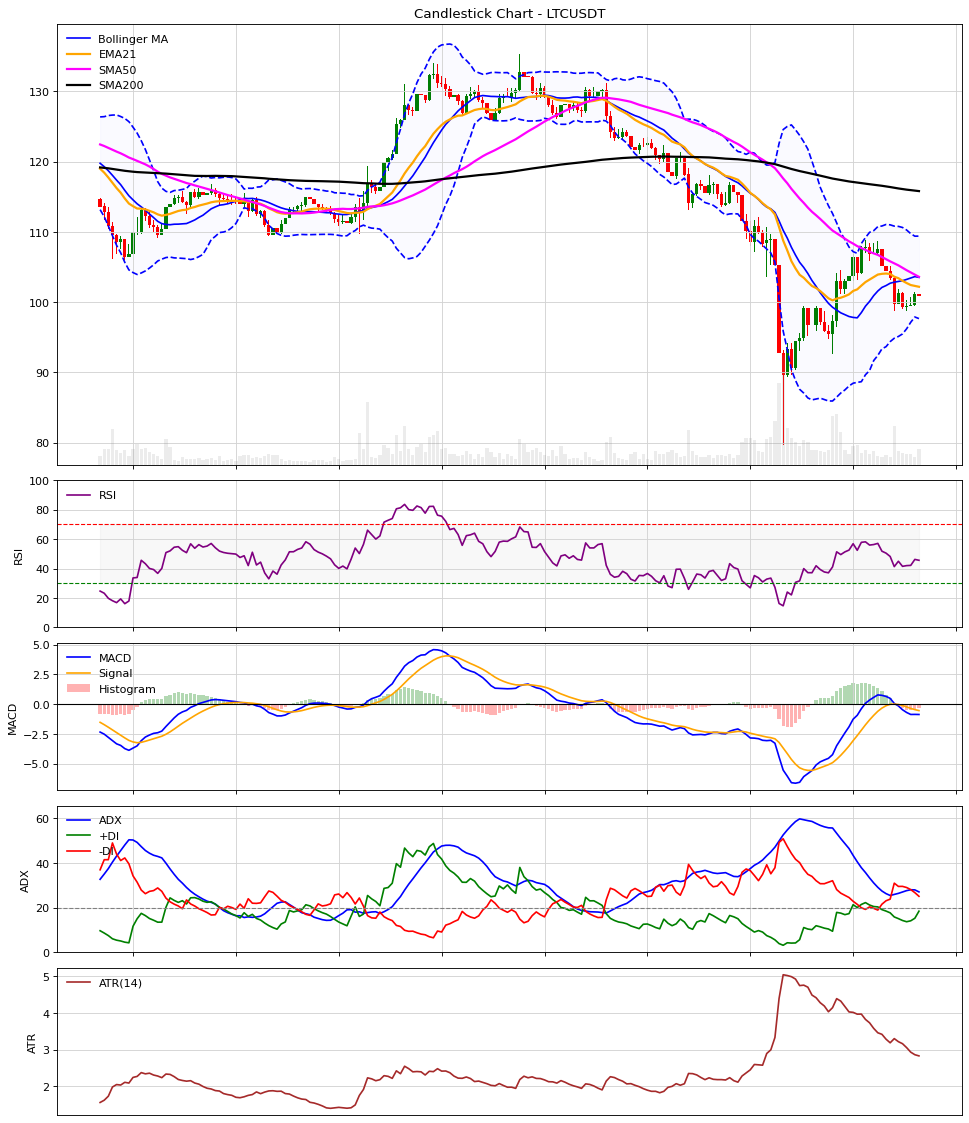 Candlestick Chart - LTCUSDT
Bollinger MA
EMA21
SMA50
SMA200
130
120
110
100
90
80
100
80
60
40
20
0
RSI
RSI
5.0
2.5
0.0
−2.5
−5.0
MACD
MACD
Signal
Histogram
60
40
20
0
ADX
ADX
+DI
-DI
5
4
3
2
ATR
ATR(14)